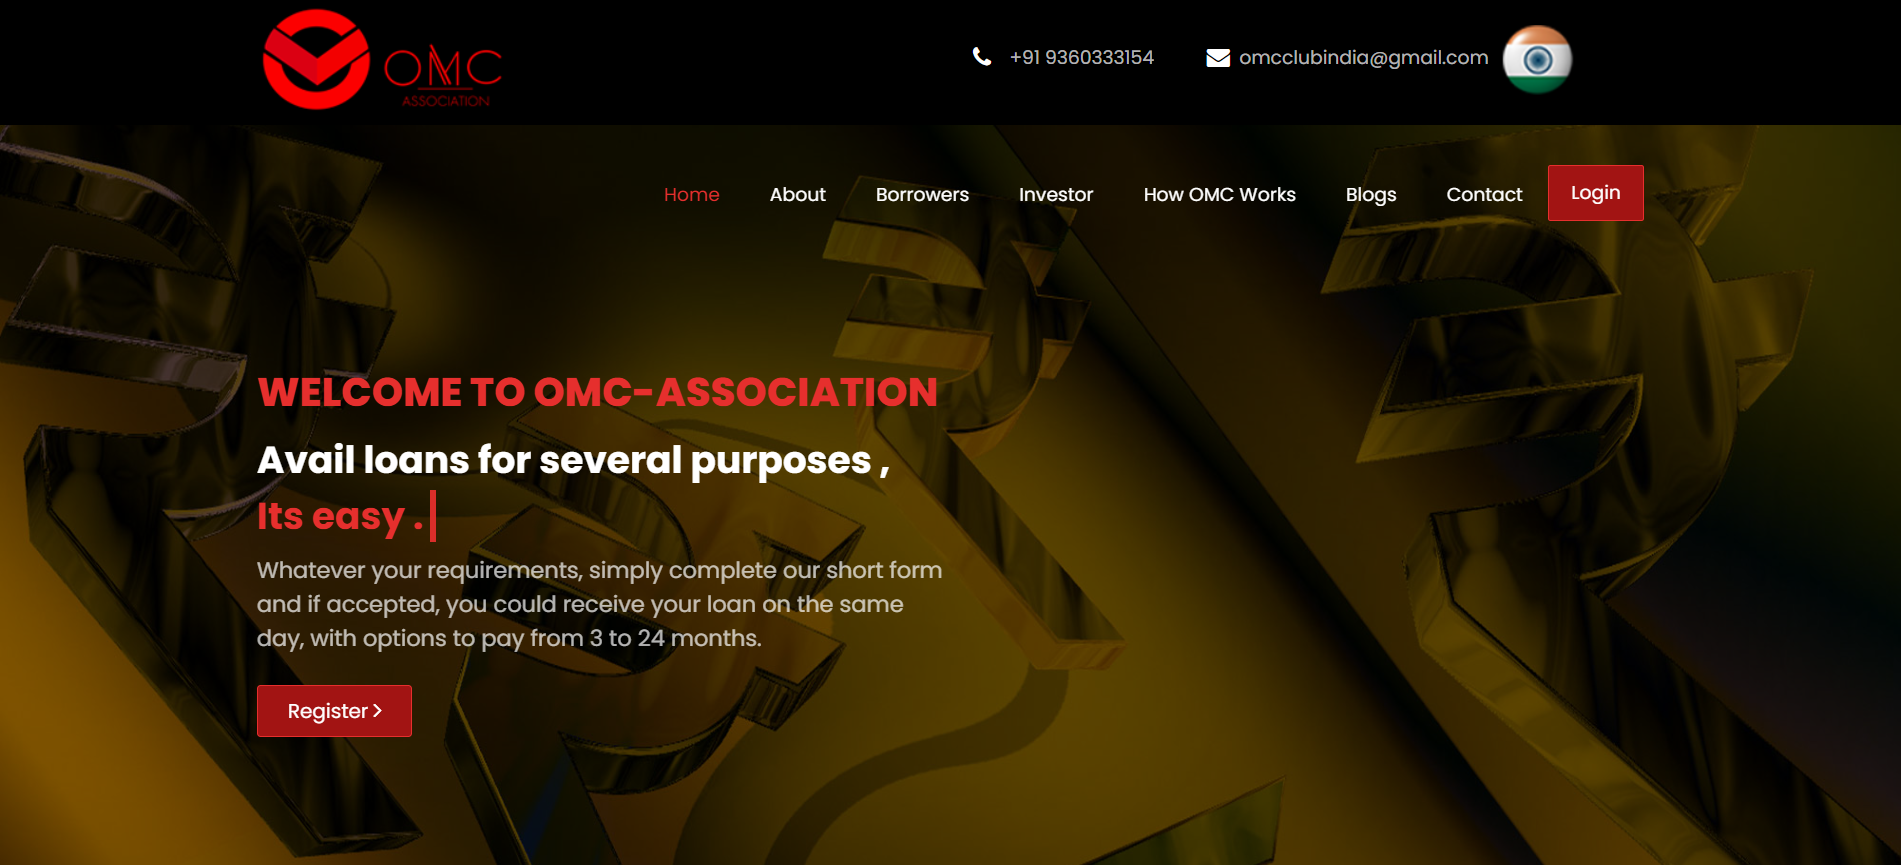 OMC
ASSOCIATION
+91 9360333154
omcclubindia@gmail.com
Home
About
Borrowers
Investor
How OMC Works
Blogs
Contact
Login
WELCOME TO OMC-ASSOCIATION
Avail loans for several purposes ,
Its easy .
Whatever your requirements, simply complete our short form
and if accepted, you could receive your loan on the same
day, with options to pay from 3 to 24 months.
Register